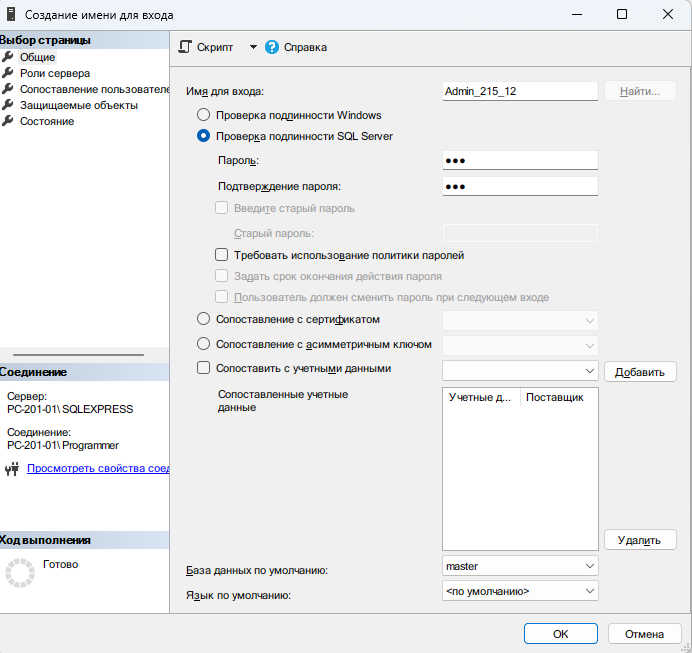 Создание имени для входа
Выбор страницы
Общие
Роли сервера
Сопоставление пользователе
Защищаемые объекты
Состояние
Соединение
Сервер:
PC-201-01\SQLEXPRESS
Соединение:
PC-201-01\Programmer
Просмотреть свойства соед
Ход выполнения
Готово
Скрипт
Справка
Имя для входа: Admin_215_12 Найти...
Проверка подлинности Windows
Проверка подлинности SQL Server
Пароль: ●●●
Подтверждение пароля: ●●●
Введите старый пароль
Старый пароль:
Требовать использование политики паролей
Задать срок окончания действия пароля
Пользователь должен сменить пароль при следующем входе
Сопоставление с сертификатом
Сопоставление с асимметричным ключом
Сопоставить с учетными данными Добавить
Сопоставленные учетные
данные
Учетные д... Поставщик
Удалить
База данных по умолчанию: master
Язык по умолчанию: <по умолчанию>
OK Отмена